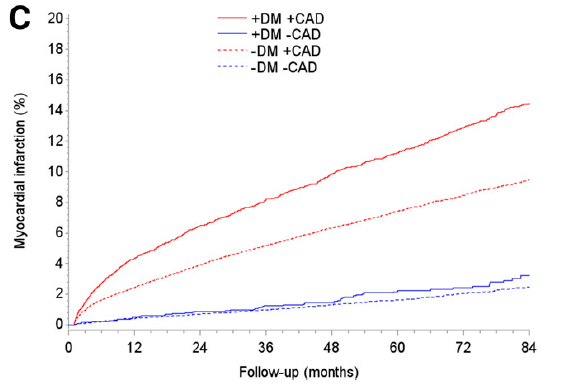 C
+DM +CAD
+DM -CAD
-DM +CAD
-DM -CAD
Myocardial infarction (%)
20
18
16
14
12
10
8
6
4
2
0
0 12 24 36 48 60 72 84
Follow-up (months)